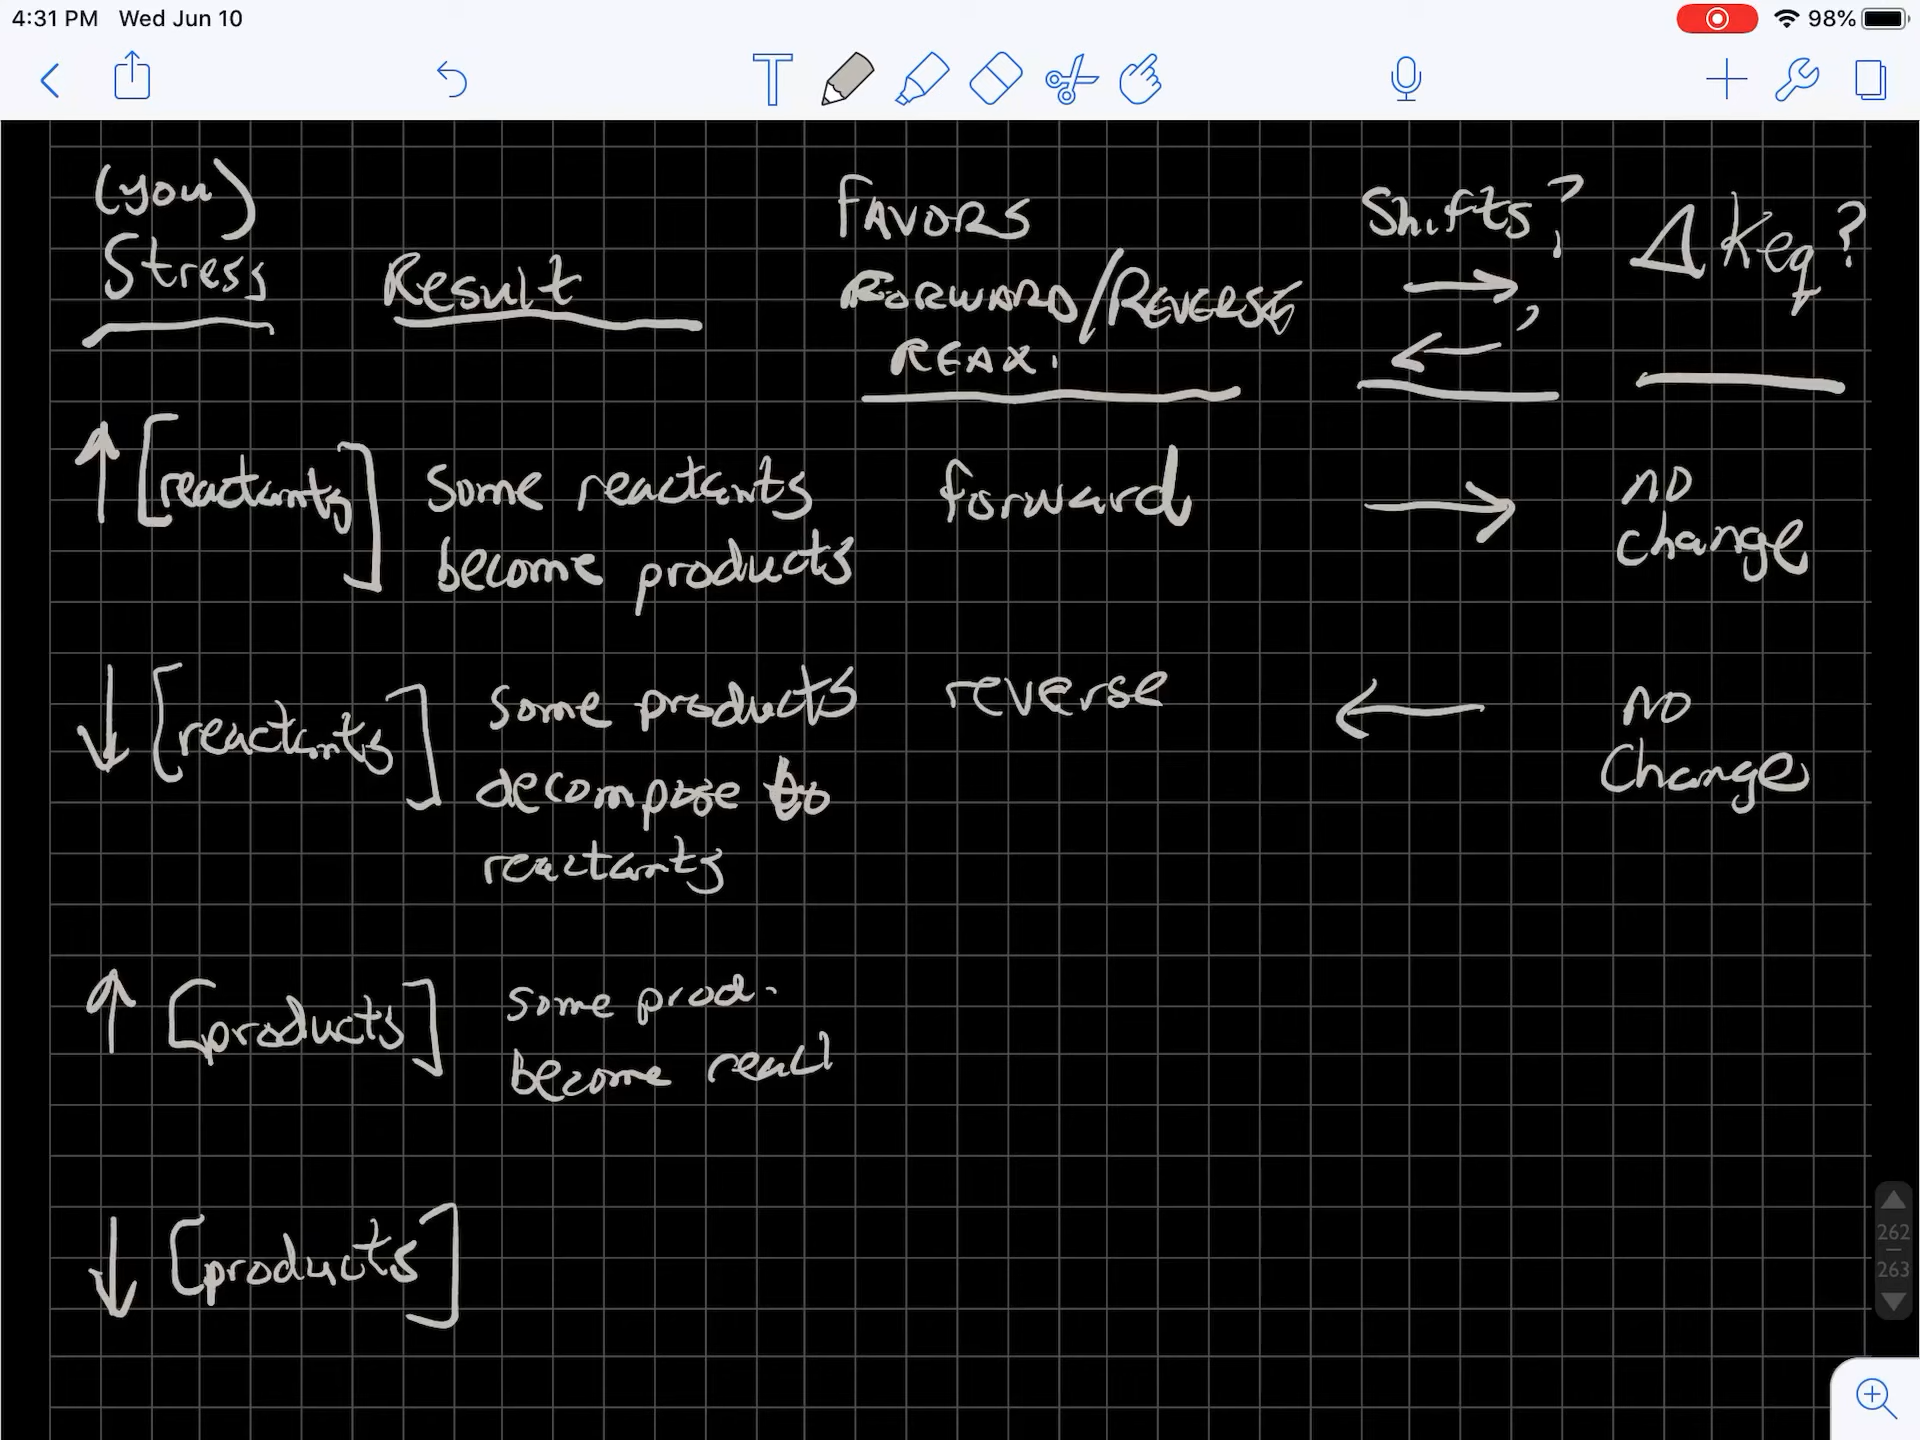 4:31 PM Wed Jun 10
98%
T
(you)
Stress
Result
FAVORS
FORWARD/REVERSE
REAX.
Shifts?
→,
←
Δ Keq?
↑ [reactants]
some reactants
become products
forward
→
no
change
↓ [reactants]
some products
decompose to
reactants
reverse
←
no
change
↑ [products]
some prod.
become react
↓ [products]
262
263